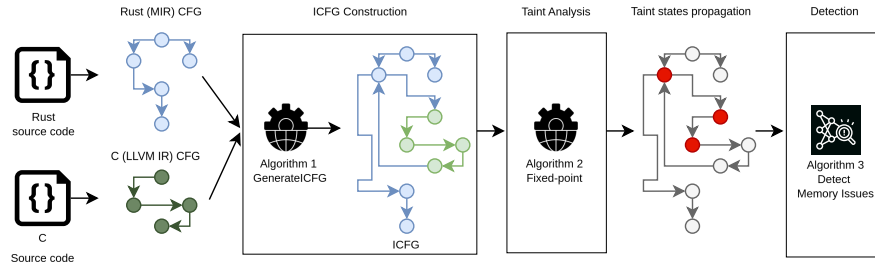 Rust (MIR) CFG
ICFG Construction
Taint Analysis
Taint states propagation
Detection
{}
Rust
source code
C (LLVM IR) CFG
{}
C
Source code
Algorithm 1
GenerateICFG
ICFG
Algorithm 2
Fixed-point
Algorithm 3
Detect
Memory Issues